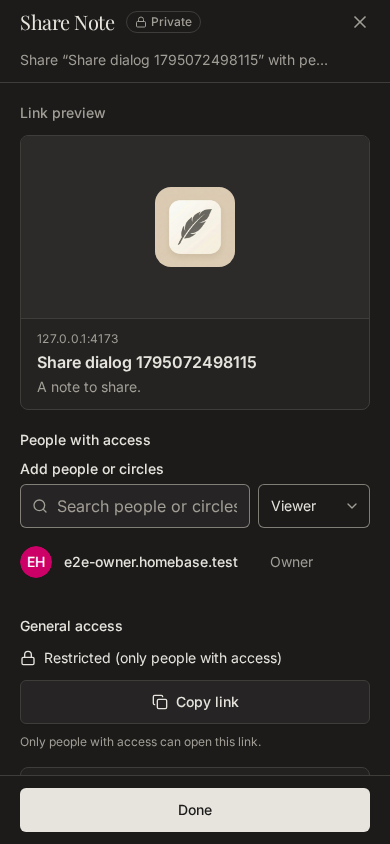 Share Note
Private
Share “Share dialog 1795072498115” with pe…
Link preview
127.0.0.1:4173
Share dialog 1795072498115
A note to share.
People with access
Add people or circles
Search people or circles
Viewer
EH
e2e-owner.homebase.test
Owner
General access
Restricted (only people with access)
Copy link
Only people with access can open this link.
Done